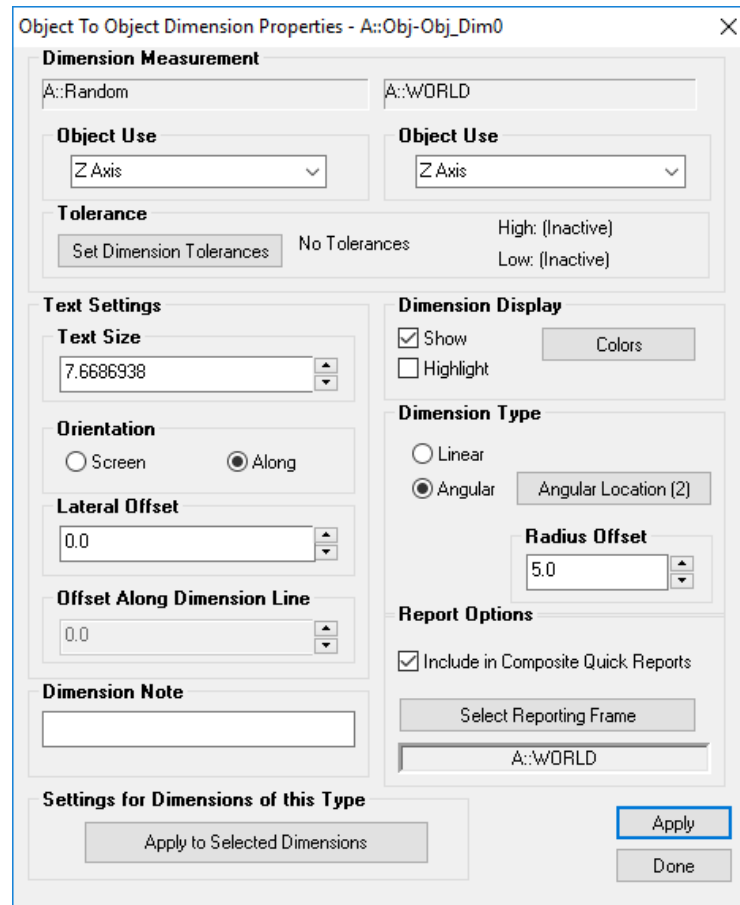 Object To Object Dimension Properties - A::Obj-Obj_Dim0
Dimension Measurement
A::Random
A::WORLD
Object Use
Z Axis
Object Use
Z Axis
Tolerance
Set Dimension Tolerances
No Tolerances
High: (Inactive)
Low: (Inactive)
Text Settings
Text Size
7.6686938
Orientation
Screen
Along
Lateral Offset
0.0
Offset Along Dimension Line
0.0
Dimension Note
Dimension Display
Show
Colors
Highlight
Dimension Type
Linear
Angular
Angular Location (2)
Radius Offset
5.0
Report Options
Include in Composite Quick Reports
Select Reporting Frame
A::WORLD
Settings for Dimensions of this Type
Apply to Selected Dimensions
Apply
Done